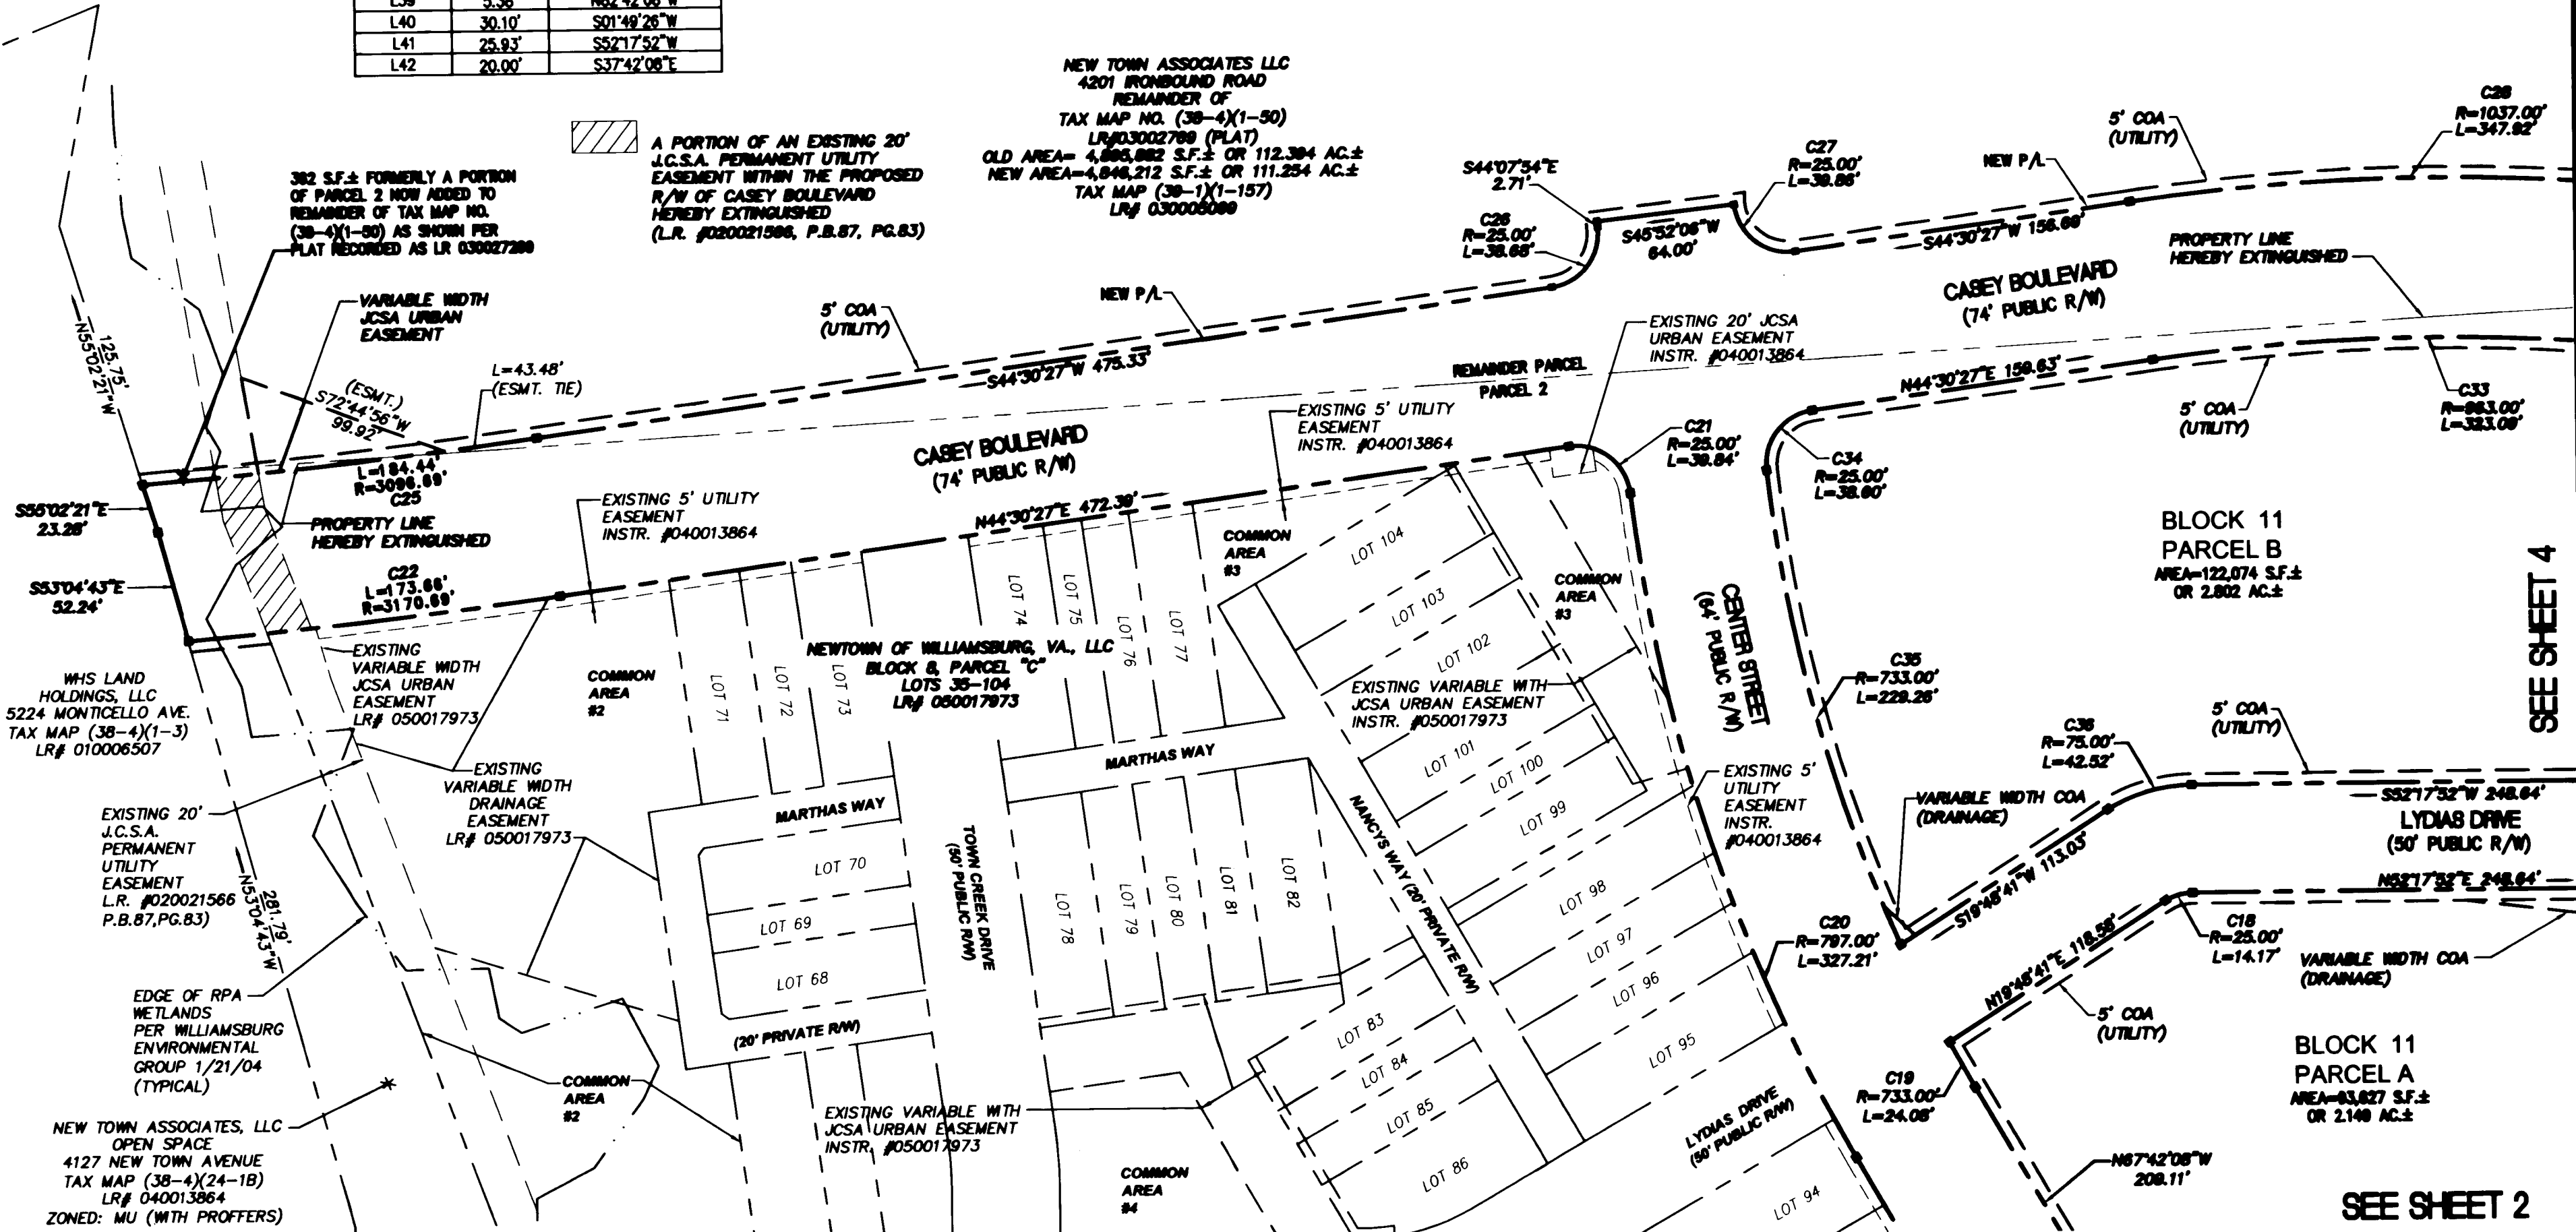 L40 30.10' S01°49'26"W
L41 25.93' S52°17'52"W
L42 20.00' S37°42'08"E
NEW TOWN ASSOCIATES LLC
4201 IRONBOUND ROAD
REMAINDER OF
TAX MAP NO. (38-4)(1-50)
LR#03002789 (PLAT)
OLD AREA= S.F.± OR 112.394 AC.±
NEW AREA=4,846,212 S.F.± OR 111.254 AC.±
TAX MAP (39-1)(1-157)
LR#
A PORTION OF AN EXISTING 20'
J.C.S.A. PERMANENT UTILITY
EASEMENT WITHIN THE PROPOSED
R/W OF CASEY BOULEVARD
HEREBY EXTINGUISHED
(L.R. #020021566, P.B.87, PG.83)
382 S.F.± FORMERLY A PORTION
OF PARCEL 2 NOW ADDED TO
REMAINDER OF TAX MAP NO.
(38-4)(1-50) AS SHOWN PER
PLAT RECORDED AS LR
VARIABLE WIDTH
JCSA URBAN
EASEMENT
125.75'
N55°02'21"W
(ESMT.)
S72°44'56"W
99.92'
L=43.48'
(ESMT. TIE)
5' COA
(UTILITY)
NEW P/L
S44°30'27"W 475.33'
S44°07'54"E
2.71'
C26
R=25.00'
L=38.68'
S45°52'06"W
64.00'
C27
R=25.00'
L=39.86'
NEW P/L
5' COA
(UTILITY)
C28
R=1037.00'
L=347.92'
S44°30'27"W 156.69'
PROPERTY LINE
HEREBY EXTINGUISHED
CASEY BOULEVARD
(74' PUBLIC R/W)
EXISTING 20' JCSA
URBAN EASEMENT
INSTR. #040013864
REMAINDER PARCEL
PARCEL 2
N44°30'27"E 159.63'
5' COA
(UTILITY)
C33
R=963.00'
L=323.09'
S55°02'21"E
23.28'
S53°04'43"E
52.24'
L=184.44'
R=3096.69'
C25
PROPERTY LINE
HEREBY EXTINGUISHED
C22
L=173.66'
R=3170.69'
EXISTING 5' UTILITY
EASEMENT
INSTR. #040013864
CASEY BOULEVARD
(74' PUBLIC R/W)
N44°30'27"E 472.39'
EXISTING 5' UTILITY
EASEMENT
INSTR. #040013864
C21
R=25.00'
L=39.84'
C34
R=25.00'
L=38.60'
BLOCK 11
PARCEL B
AREA=122,074 S.F.±
OR 2.802 AC.±
SEE SHEET 4
COMMON
AREA
#3
LOT 104
LOT 103
LOT 102
COMMON
AREA
#3
CENTER STREET
(64' PUBLIC R/W)
C35
R=733.00'
L=229.26'
LOT 71
LOT 72
LOT 73
LOT 74
LOT 75
LOT 76
LOT 77
NEWTOWN OF WILLIAMSBURG, VA., LLC
BLOCK 8, PARCEL "C"
LOTS 35-104
LR# 050017973
COMMON
AREA
#2
EXISTING
VARIABLE WIDTH
JCSA URBAN
EASEMENT
LR# 050017973
WHS LAND
HOLDINGS, LLC
5224 MONTICELLO AVE.
TAX MAP (38-4)(1-3)
LR# 010006507
EXISTING
VARIABLE WIDTH
DRAINAGE
EASEMENT
LR# 050017973
EXISTING VARIABLE WITH
JCSA URBAN EASEMENT
INSTR. #050017973
LOT 101
LOT 100
LOT 99
EXISTING 5'
UTILITY
EASEMENT
INSTR.
#040013864
C36
R=75.00'
L=42.52'
5' COA
(UTILITY)
VARIABLE WIDTH COA
(DRAINAGE)
S52°17'52"W 248.64'
LYDIAS DRIVE
(50' PUBLIC R/W)
N52°17'52"E 248.64'
S19°48'41"W 113.03'
N19°48'41"E 118.58'
C18
R=25.00'
L=14.17'
VARIABLE WIDTH COA
(DRAINAGE)
5' COA
(UTILITY)
C20
R=797.00'
L=327.21'
MARTHAS WAY
MARTHAS WAY
NANCYS WAY (20' PRIVATE R/W)
TOWN CREEK DRIVE
(50' PUBLIC R/W)
LOT 70
LOT 69
LOT 68
(20' PRIVATE R/W)
LOT 78
LOT 79
LOT 80
LOT 81
LOT 82
LOT 98
LOT 97
LOT 96
LOT 95
LOT 83
LOT 84
LOT 85
LOT 86
LOT 94
EXISTING 20'
J.C.S.A.
PERMANENT
UTILITY
EASEMENT
L.R. #020021566
P.B.87,PG.83)
281.79'
N53°04'43"W
EDGE OF RPA
WETLANDS
PER WILLIAMSBURG
ENVIRONMENTAL
GROUP 1/21/04
(TYPICAL)
NEW TOWN ASSOCIATES, LLC
OPEN SPACE
4127 NEW TOWN AVENUE
TAX MAP (38-4)(24-1B)
LR# 040013864
ZONED: MU (WITH PROFFERS)
COMMON
AREA
#2
EXISTING VARIABLE WITH
JCSA URBAN EASEMENT
INSTR. #050017973
COMMON
AREA
#4
LYDIAS DRIVE
(50' PUBLIC R/W)
C19
R=733.00'
L=24.08'
BLOCK 11
PARCEL A
AREA=93,627 S.F.±
OR 2.149 AC.±
N67°42'08"W
209.11'
SEE SHEET 2